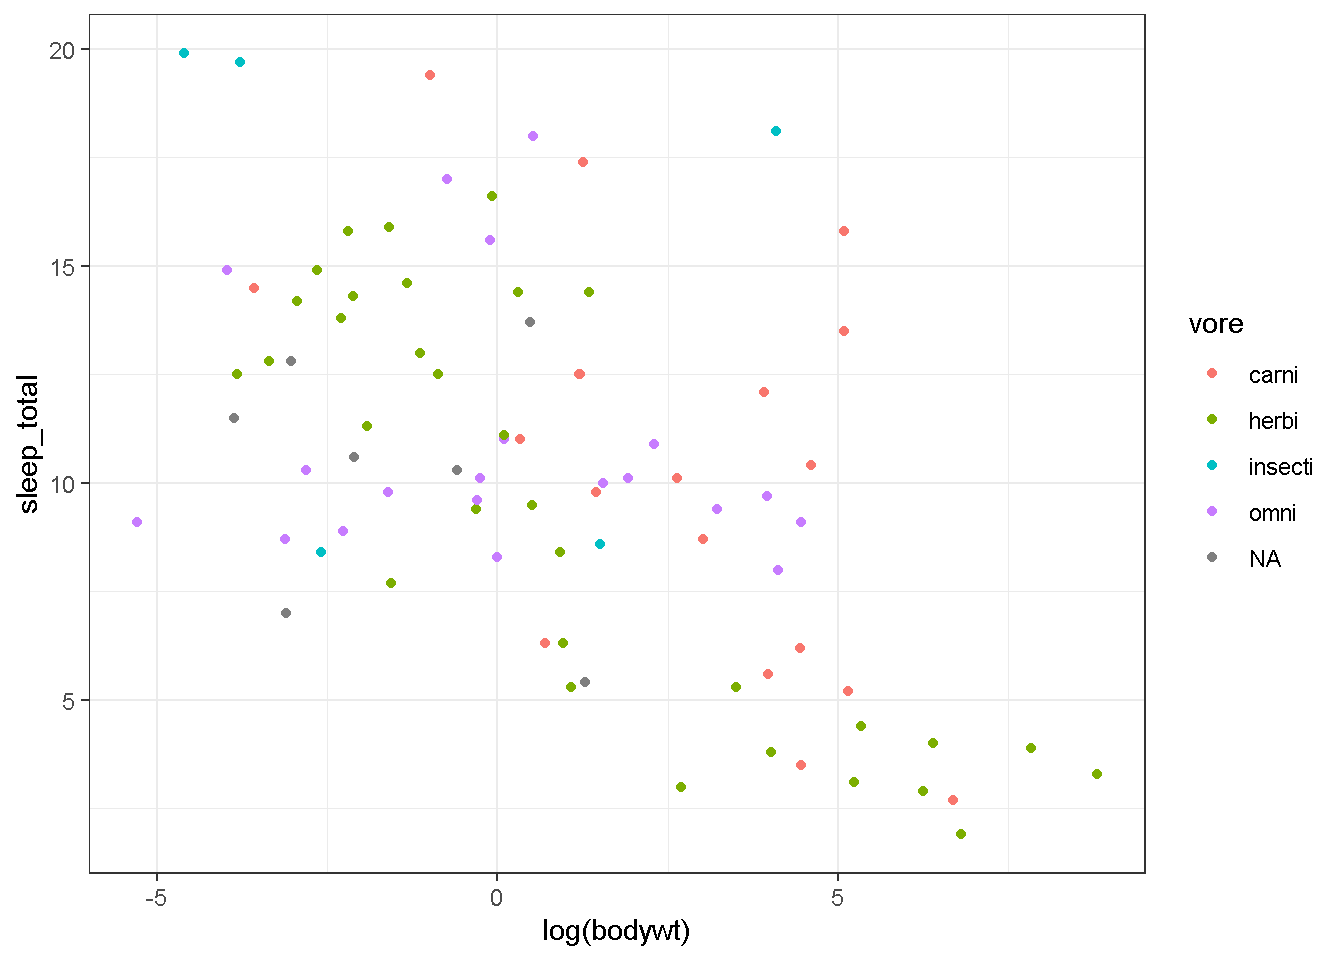 20
15
10
5
sleep_total
-5
0
5
log(bodywt)
vore
carni
herbi
insecti
omni
NA